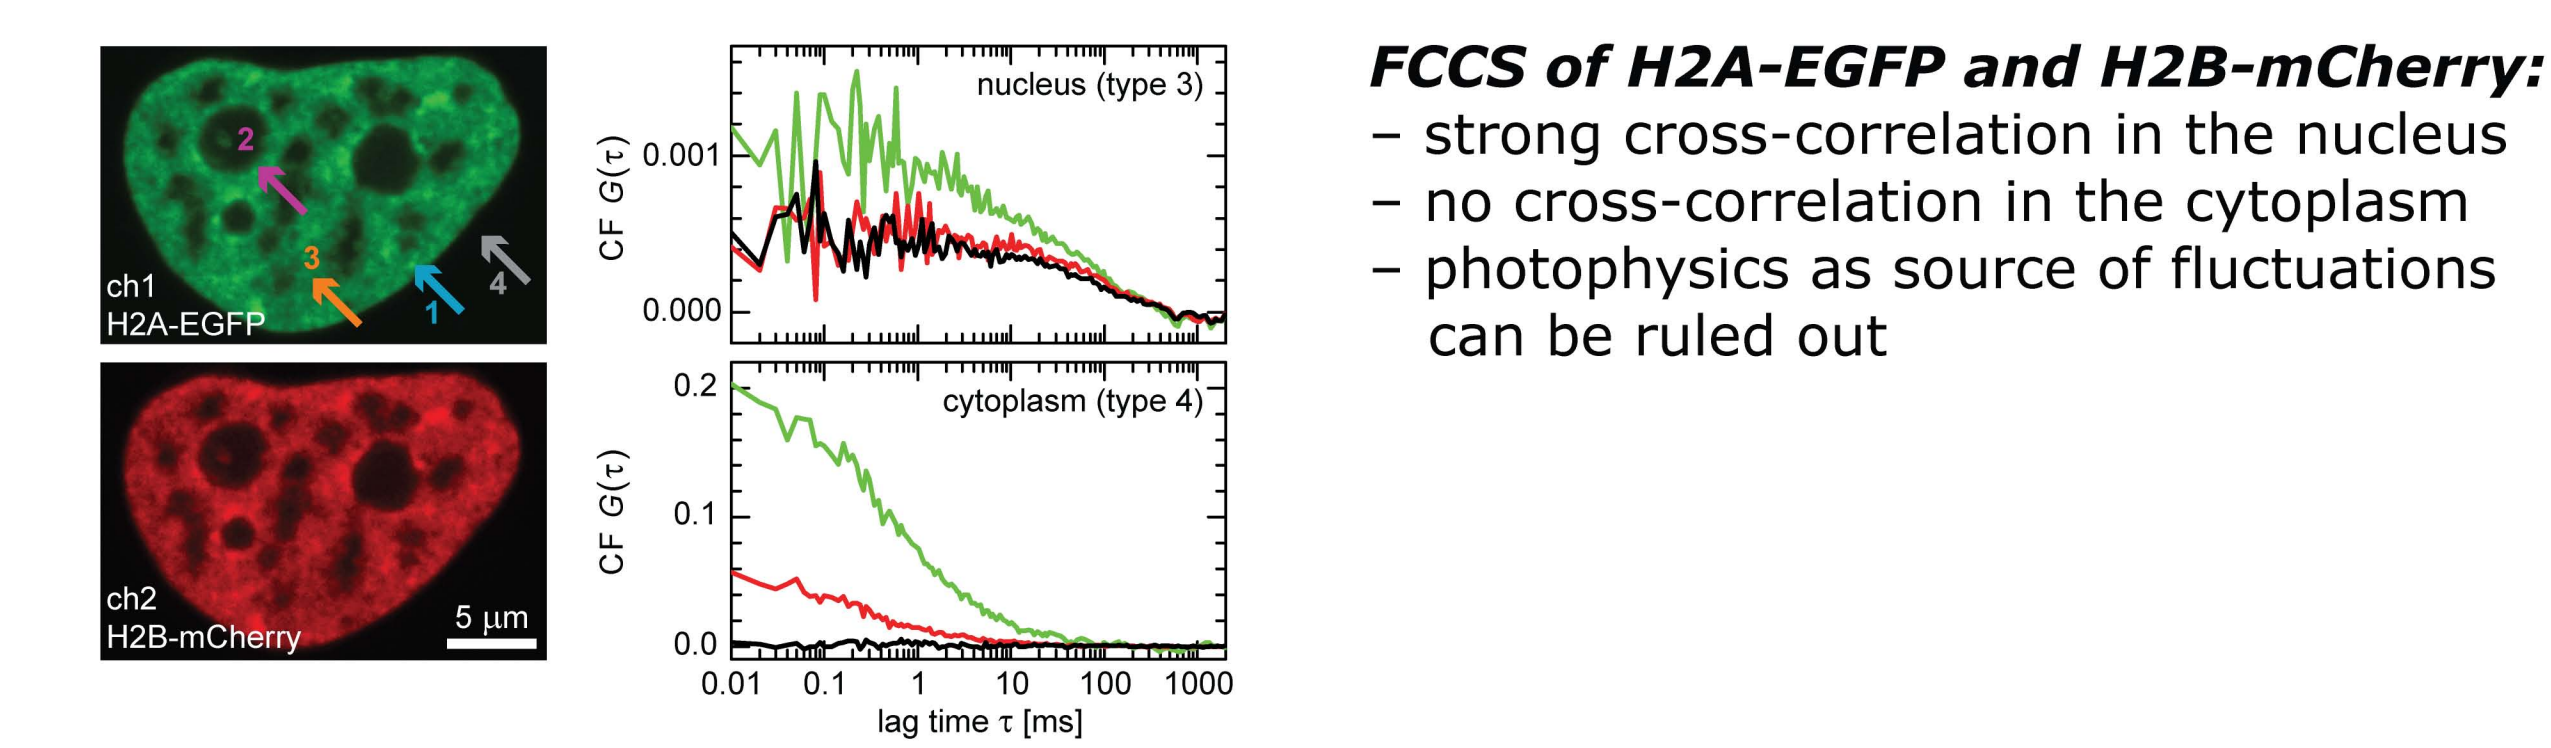 2
3
1
4
ch1
H2A-EGFP
ch2
H2B-mCherry
5 μm
nucleus (type 3)
CF G(τ)
0.001
0.000
cytoplasm (type 4)
CF G(τ)
0.2
0.1
0.0
0.01 0.1 1 10 100 1000
lag time τ [ms]
FCCS of H2A-EGFP and H2B-mCherry:
– strong cross-correlation in the nucleus
– no cross-correlation in the cytoplasm
– photophysics as source of fluctuations
can be ruled out